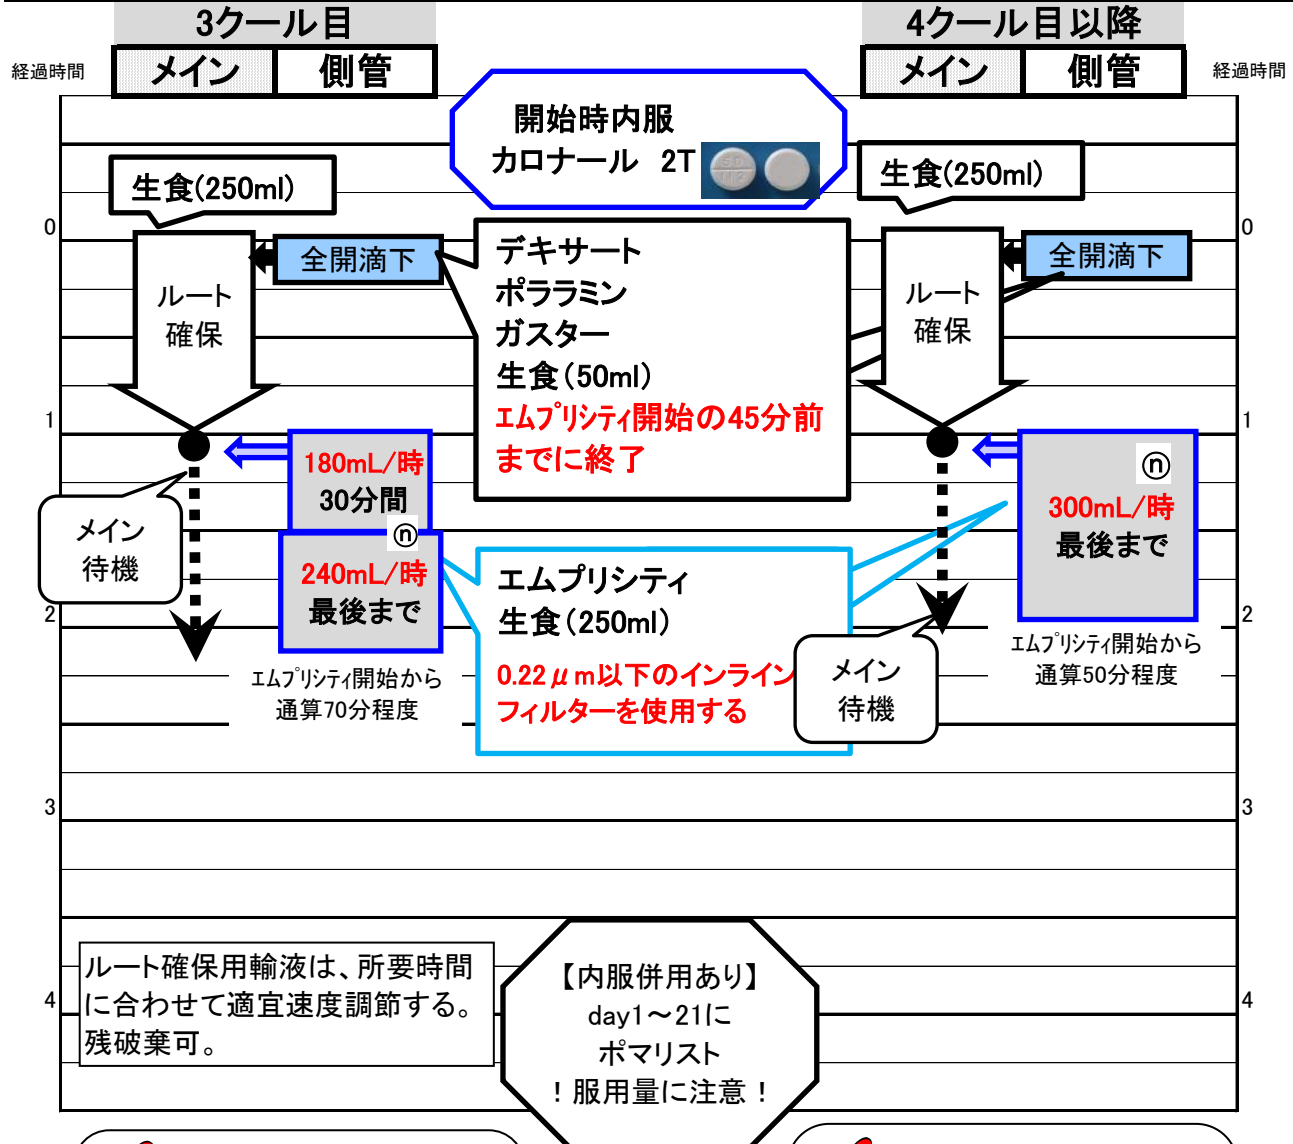 3クール目
4クール目以降
経過時間
メイン
側管
メイン
側管
経過時間
開始時内服
カロナール 2T
生食(250ml)
生食(250ml)
0
0
全開滴下
全開滴下
ルート
確保
ルート
確保
デキサート
ポララミン
ガスター
生食(50ml)
エムプリシティ開始の45分前
までに終了
1
1
180mL/時
30分間
ⓝ
240mL/時
最後まで
ⓝ
300mL/時
最後まで
メイン
待機
エムプリシティ
生食(250ml)
0.22μm以下のインライン
フィルターを使用する
2
2
エムプリシティ開始から
通算70分程度
エムプリシティ開始から
通算50分程度
メイン
待機
3
3
ルート確保用輸液は、所要時間
に合わせて適宜速度調節する。
残破棄可。
【内服併用あり】
day1～21に
ポマリスト
！服用量に注意！
4
4